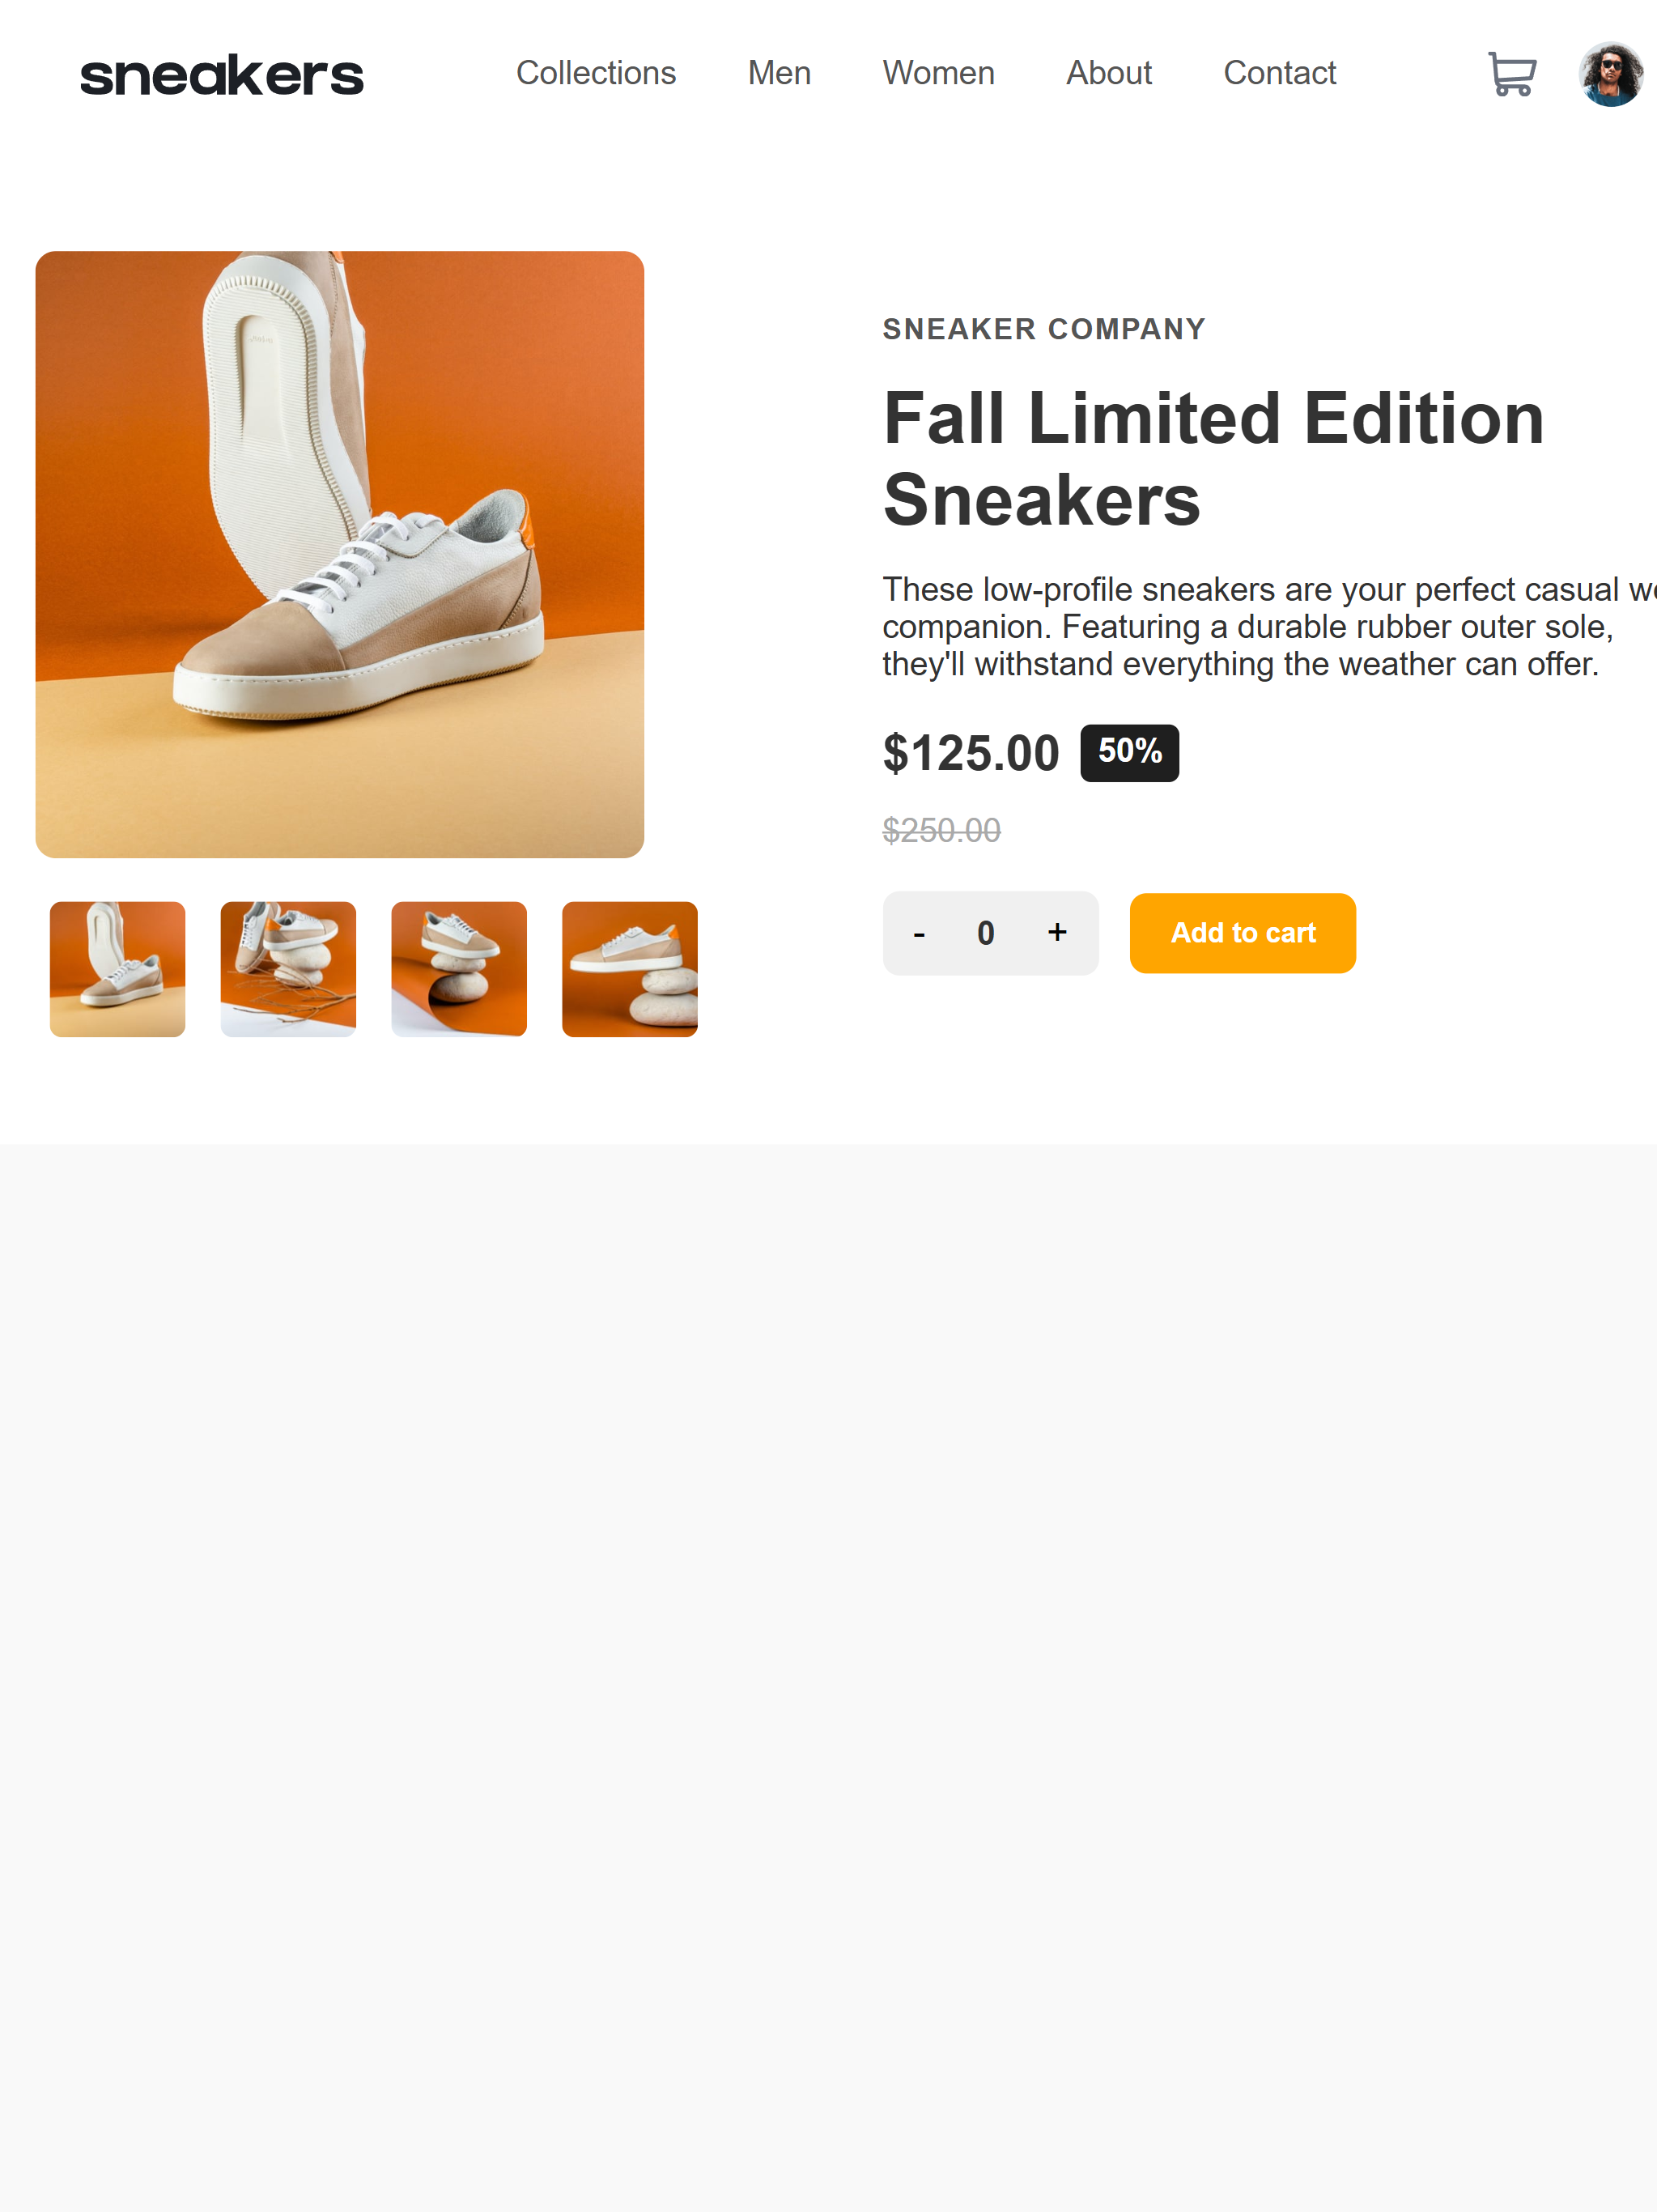 sneakers
Collections Men Women About Contact
SNEAKER COMPANY
Fall Limited Edition
Sneakers
These low-profile sneakers are your perfect casual
companion. Featuring a durable rubber outer sole,
they'll withstand everything the weather can offer.
$125.00 50%
$250.00
- 0 + Add to cart